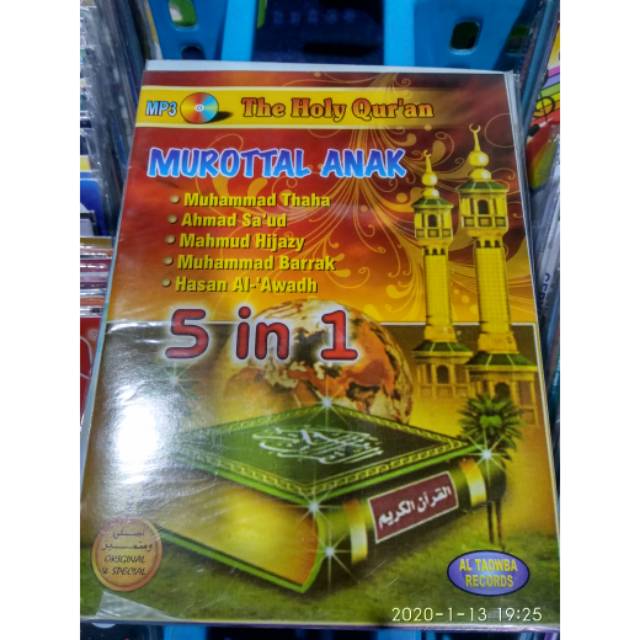 MP3 The Holy Qur'an
MUROTTAL ANAK
• Muhammad Thaha
• Ahmad Sa'ud
• Mahmud Hijazy
• Muhammad Barrak
• Hasan Al-'Awadh
5 in 1
القرآن الكريم
ORIGINAL
& SPECIAL
AL TAOWBA
RECORDS
2020-1-13 19:25